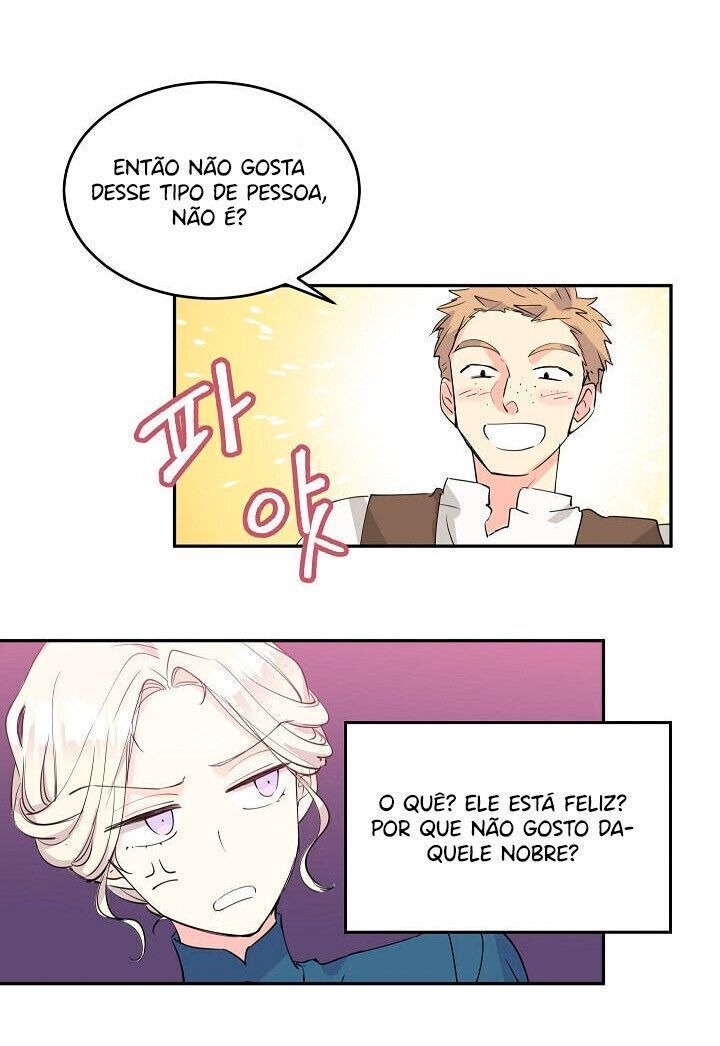 ENTÃO NÃO GOSTA
DESSE TIPO DE PESSOA,
NÃO É?
파
앗
O QUÊ? ELE ESTÁ FELIZ?
POR QUE NÃO GOSTO DA-
QUELE NOBRE?